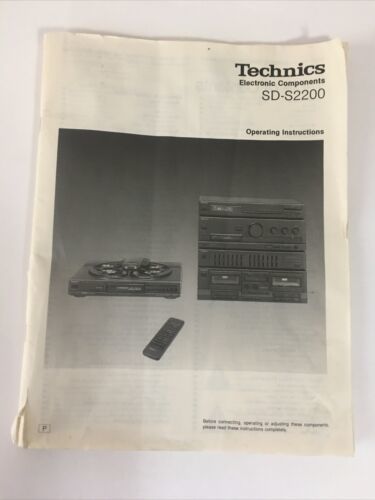 Technics
Electronic Components
SD-S2200
Operating Instructions
Before connecting, operating or adjusting these components,
please read these instructions completely.
P